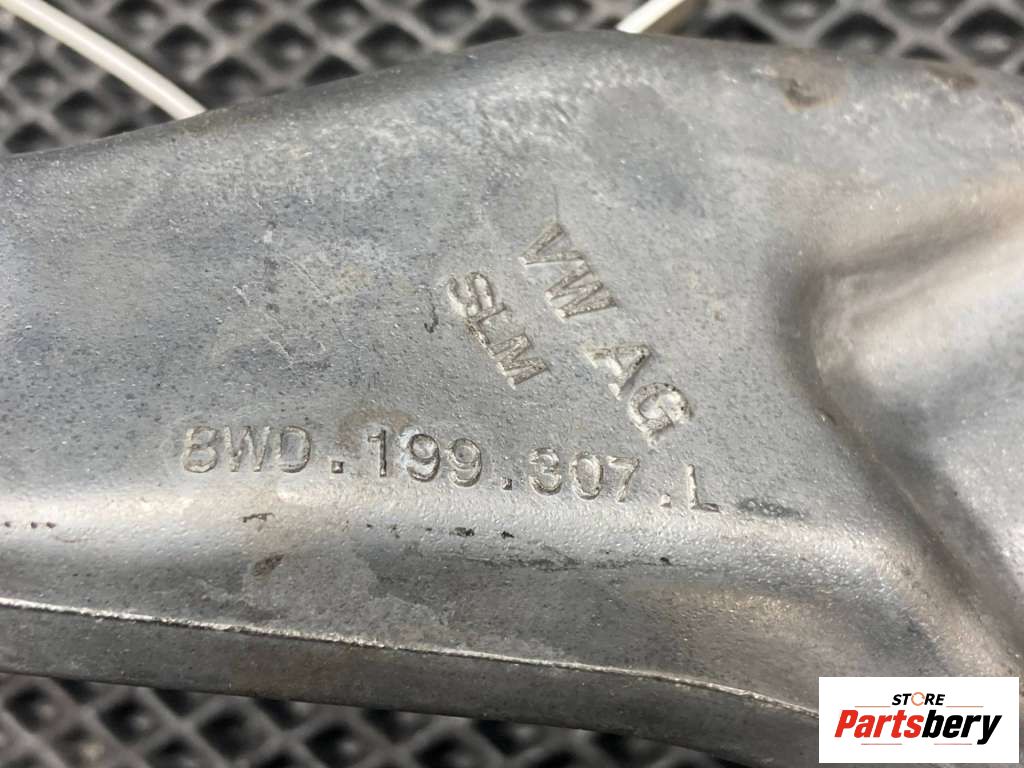 VW AG
SLM
8WD.199.307.L
STORE
Partsbery